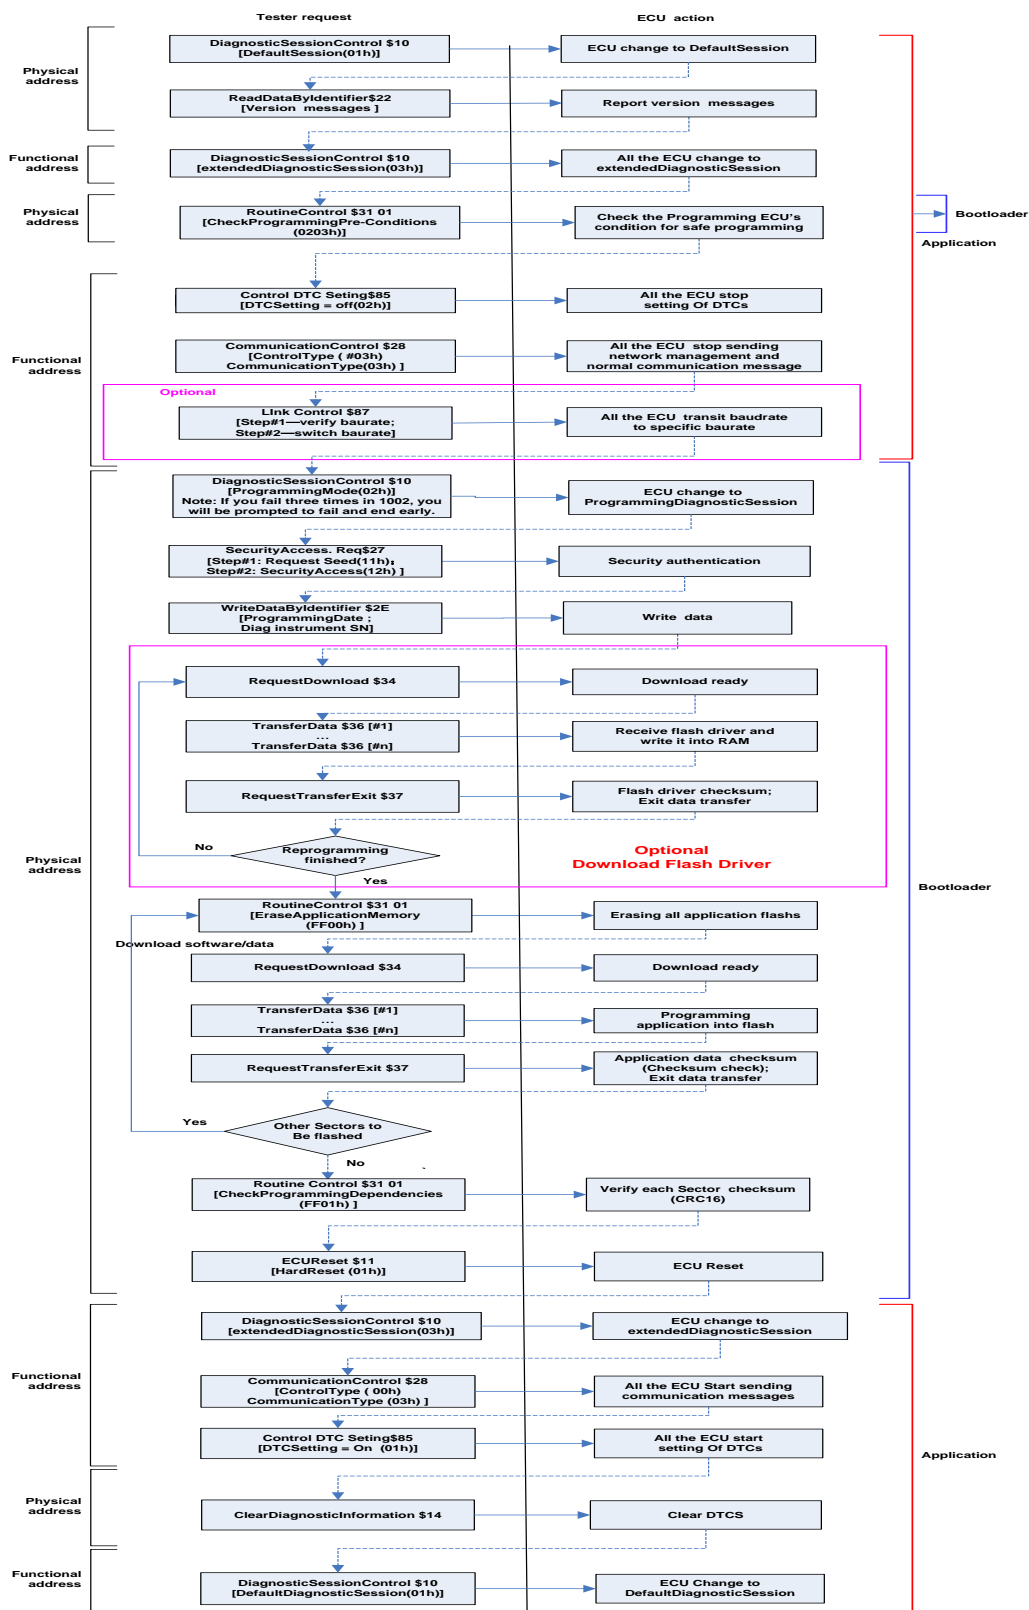 Tester request
ECU action
Physical
address
DiagnosticSessionControl $10
[DefaultSession(01h)]
ECU change to DefaultSession
ReadDataByIdentifier$22
[Version messages ]
Report version messages
Functional
address
DiagnosticSessionControl $10
[extendedDiagnosticSession(03h)]
All the ECU change to
extendedDiagnosticSession
Physical
address
RoutineControl $31 01
[CheckProgrammingPre-Conditions
(0203h)]
Check the Programming ECU's
condition for safe programming
Bootloader
Application
Functional
address
Control DTC Seting$85
[DTCSetting = off(02h)]
All the ECU stop
setting Of DTCs
CommunicationControl $28
[ControlType ( #03h)
CommunicationType(03h) ]
All the ECU stop sending
network management and
normal communication message
Optional
LInk Control $87
[Step#1—verify baurate;
Step#2—switch baurate]
All the ECU transit baudrate
to specific baurate
DiagnosticSessionControl $10
[ProgrammingMode(02h)]
Note: If you fail three times in 1002, you
will be prompted to fail and end early.
ECU change to
ProgrammingDiagnosticSession
SecurityAccess. Req$27
[Step#1: Request Seed(11h);
Step#2: SecurityAccess(12h) ]
Security authentication
WriteDataByIdentifier $2E
[ProgrammingDate ;
Diag instrument SN]
Write data
RequestDownload $34
Download ready
TransferData $36 [#1]
...
TransferData $36 [#n]
Receive flash driver and
write it into RAM
RequestTransferExit $37
Flash driver checksum;
Exit data transfer
Physical
address
No
Reprogramming
finished?
Yes
Optional
Download Flash Driver
Bootloader
RoutineControl $31 01
[EraseApplicationMemory
(FF00h) ]
Erasing all application flashs
Download software/data
RequestDownload $34
Download ready
TransferData $36 [#1]
...
TransferData $36 [#n]
Programming
application into flash
RequestTransferExit $37
Application data checksum
(Checksum check);
Exit data transfer
Yes
Other Sectors to
Be flashed
No
Routine Control $31 01
[CheckProgrammingDependencies
(FF01h) ]
Verify each Sector checksum
(CRC16)
ECUReset $11
[HardReset (01h)]
ECU Reset
Functional
address
DiagnosticSessionControl $10
[extendedDiagnosticSession(03h)]
ECU change to
extendedDiagnosticSession
CommunicationControl $28
[ControlType ( 00h)
CommunicationType (03h) ]
All the ECU Start sending
communication messages
Control DTC Seting$85
[DTCSetting = On (01h)]
All the ECU start
setting Of DTCs
Application
Physical
address
ClearDiagnosticInformation $14
Clear DTCS
Functional
address
DiagnosticSessionControl $10
[DefaultDiagnosticSession(01h)]
ECU Change to
DefaultDiagnosticSession